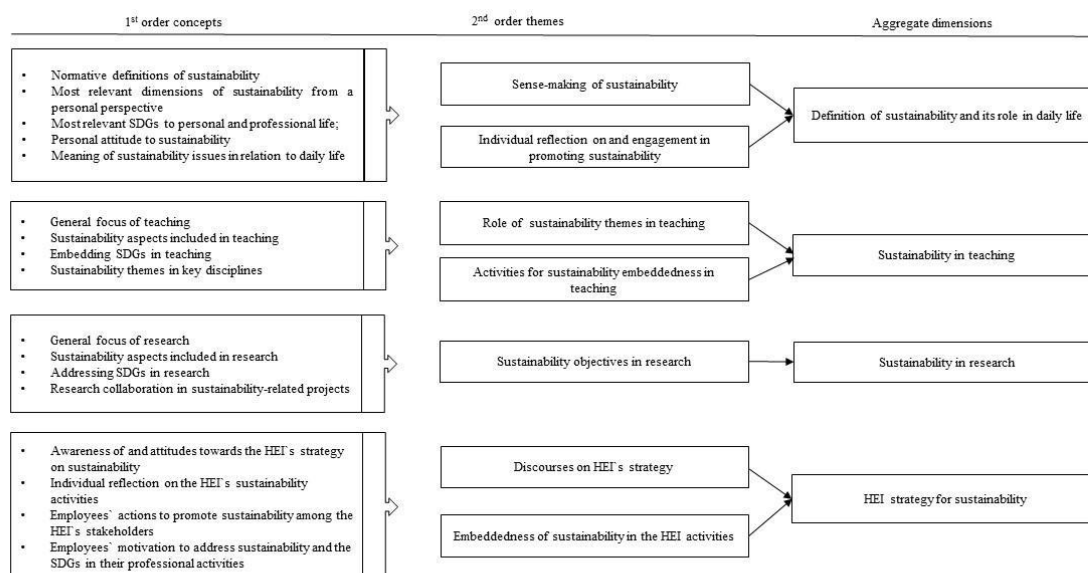 1st order concepts
2nd order themes
Aggregate dimensions
• Normative definitions of sustainability
• Most relevant dimensions of sustainability from a
personal perspective
• Most relevant SDGs to personal and professional life;
• Personal attitude to sustainability
• Meaning of sustainability issues in relation to daily life
Sense-making of sustainability
Individual reflection on and engagement in
promoting sustainability
Definition of sustainability and its role in daily life
• General focus of teaching
• Sustainability aspects included in teaching
• Embedding SDGs in teaching
• Sustainability themes in key disciplines
Role of sustainability themes in teaching
Activities for sustainability embeddedness in
teaching
Sustainability in teaching
• General focus of research
• Sustainability aspects included in research
• Addressing SDGs in research
• Research collaboration in sustainability-related projects
Sustainability objectives in research
Sustainability in research
• Awareness of and attitudes towards the HEI`s strategy
on sustainability
• Individual reflection on the HEI`s sustainability
activities
• Employees` actions to promote sustainability among the
HEI`s stakeholders
• Employees` motivation to address sustainability and the
SDGs in their professional activities
Discourses on HEI`s strategy
Embeddedness of sustainability in the HEI activities
HEI strategy for sustainability